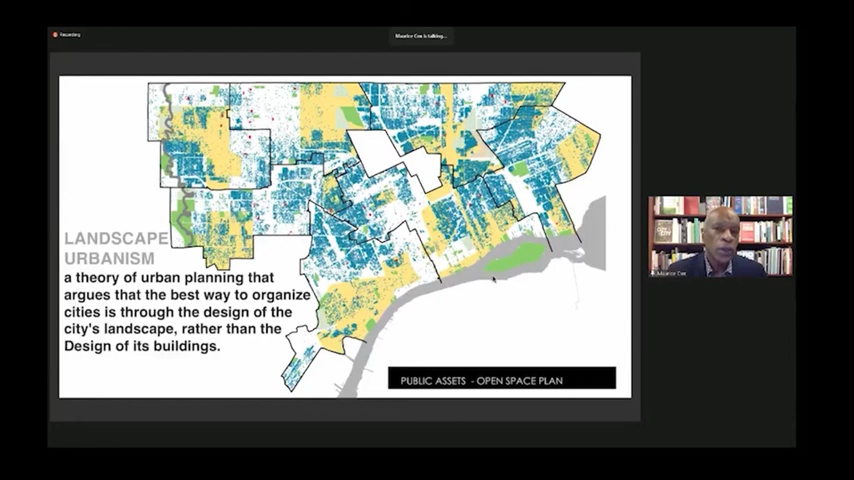 Recording
Maurice Cox is talking...
LANDSCAPE
URBANISM
a theory of urban planning that
argues that the best way to organize
cities is through the design of the
city's landscape, rather than the
Design of its buildings.
PUBLIC ASSETS - OPEN SPACE PLAN
Maurice Cox